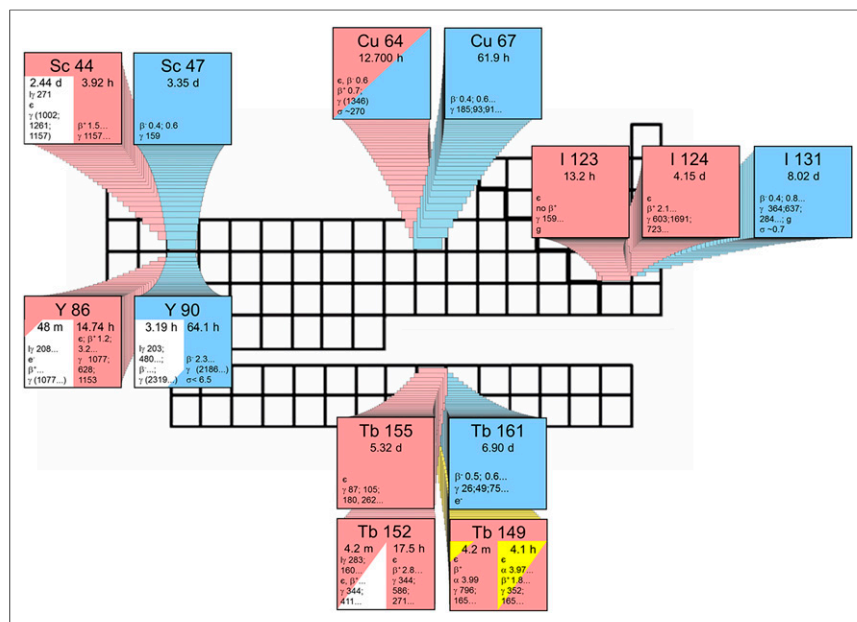 Sc 44
2.44 d 3.92 h
Iγ 271
ϵ
γ (1002;
1261; β⁺ 1.5...
1157) γ 1157...
Sc 47
3.35 d
β⁻ 0.4; 0.6
γ 159
Cu 64
12.700 h
ϵ, β⁻ 0.6
β⁺ 0.7;
γ (1346)
σ ~270
Cu 67
61.9 h
β⁻ 0.4; 0.6...
γ 185;93;91...
I 123
13.2 h
ϵ
no β⁺
γ 159...
g
I 124
4.15 d
ϵ
β⁺ 2.1...
γ 603;1691;
723...
I 131
8.02 d
β⁻ 0.4; 0.8...
γ 364;637;
284...; g
σ ~0.7
Y 86
48 m 14.74 h
ϵ; β⁺ 1.2;
Iγ 208... 3.2...
e⁻ γ 1077;
β⁺... 628;
γ (1077...) 1153
Y 90
3.19 h 64.1 h
Iγ 203;
480...; β⁻ 2.3...
β⁻...; γ (2186...)
γ (2319...) σ< 6.5
Tb 155
5.32 d
ϵ
γ 87; 105;
180, 262...
Tb 161
6.90 d
β⁻ 0.5; 0.6...
γ 26;49;75...
e⁻
Tb 152
4.2 m 17.5 h
Iγ 283; ϵ
160... β⁺ 2.8...
ϵ, β⁺... γ 344;
γ 344; 586;
411... 271...
Tb 149
4.2 m 4.1 h
ϵ ϵ
β⁺ α 3.97...
α 3.99 β⁺ 1.8...
γ 796; γ 352;
165... 165...